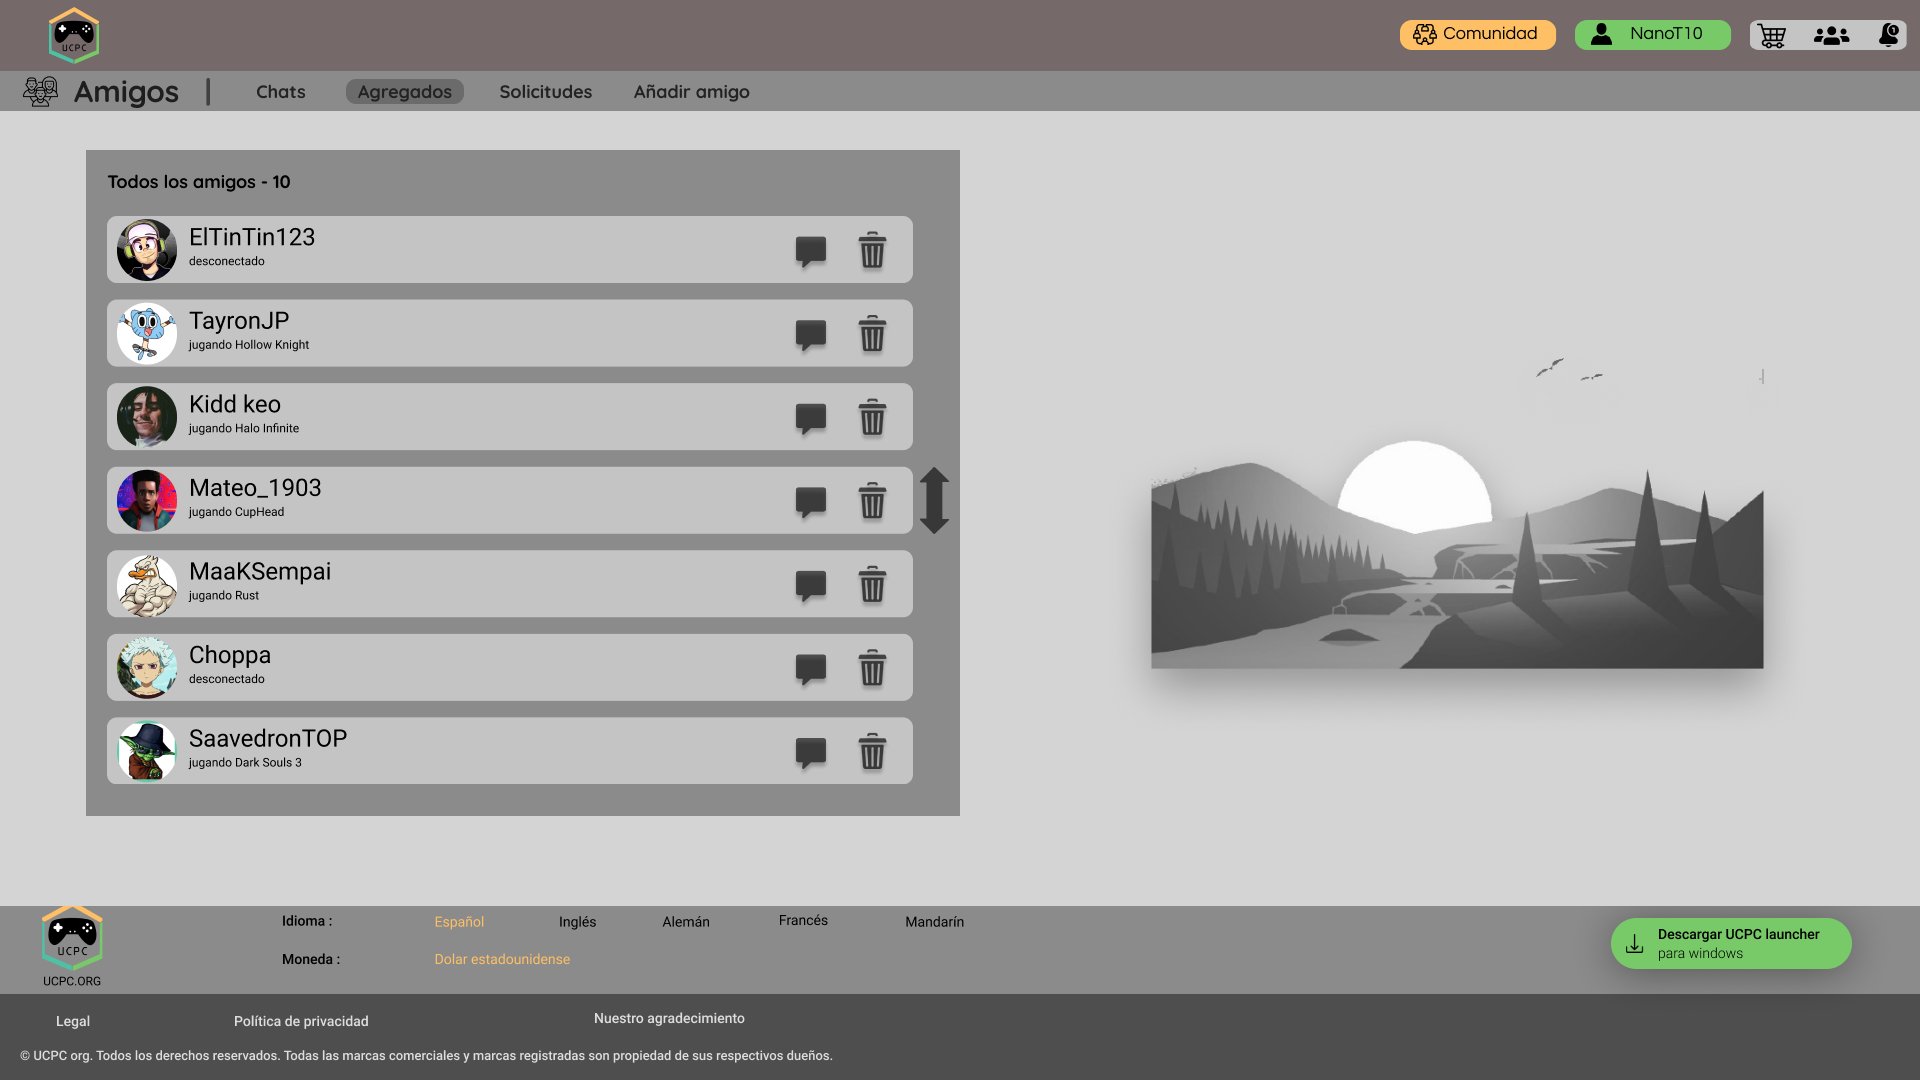 UCPC
Comunidad
NanoT10
1
Amigos
Chats
Agregados
Solicitudes
Añadir amigo
Todos los amigos - 10
ElTinTin123
desconectado
TayronJP
jugando Hollow Knight
Kidd keo
jugando Halo Infinite
Mateo_1903
jugando CupHead
MaaKSempai
jugando Rust
Choppa
desconectado
SaavedronTOP
jugando Dark Souls 3
UCPC
UCPC.ORG
Idioma :
Español
Inglés
Alemán
Francés
Mandarín
Moneda :
Dolar estadounidense
Descargar UCPC launcher
para windows
Legal
Política de privacidad
Nuestro agradecimiento
© UCPC org. Todos los derechos reservados. Todas las marcas comerciales y marcas registradas son propiedad de sus respectivos dueños.